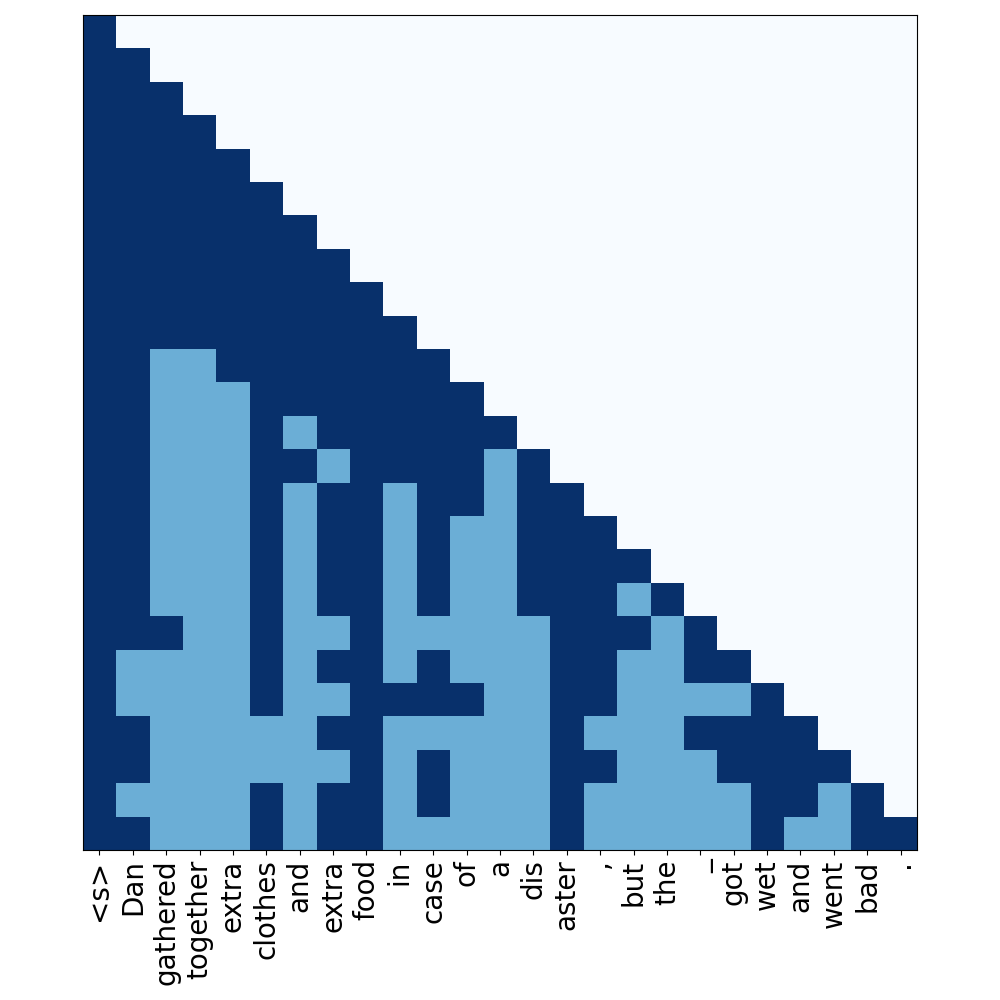 <s>
Dan
gathered
together
extra
clothes
and
extra
food
in
case
of
a
dis
aster
,
but
the
_
got
wet
and
went
bad
.